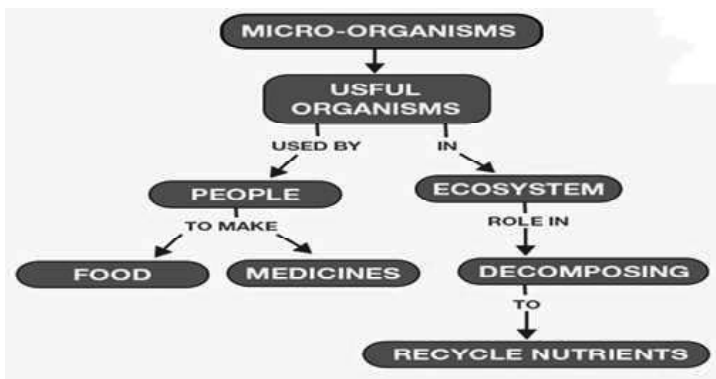 MICRO-ORGANISMS
USFUL
ORGANISMS
USED BY
IN
PEOPLE
ECOSYSTEM
TO MAKE
ROLE IN
FOOD
MEDICINES
DECOMPOSING
TO
RECYCLE NUTRIENTS